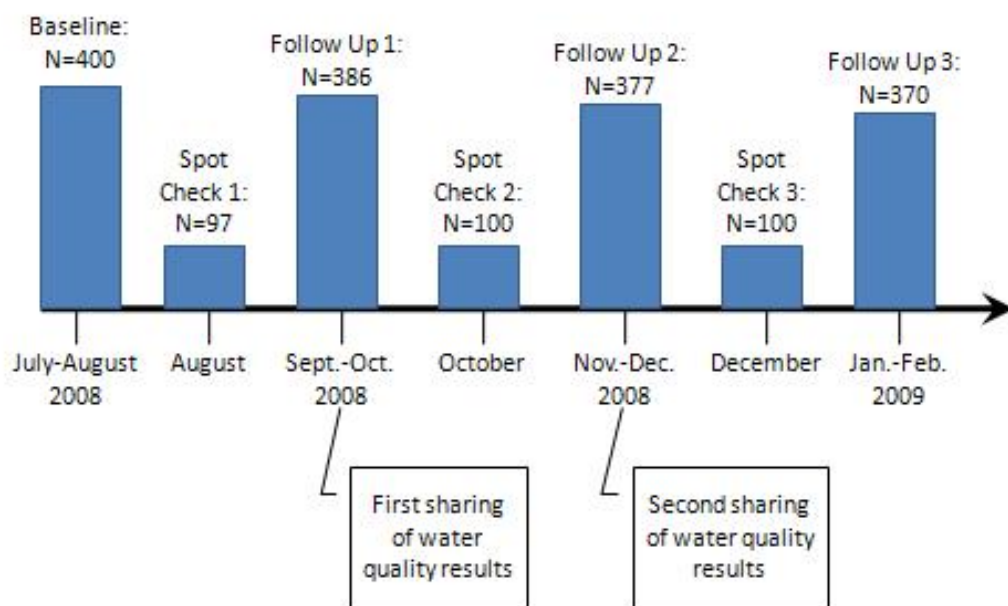 Baseline:
N=400
Spot
Check 1:
N=97
Follow Up 1:
N=386
Spot
Check 2:
N=100
Follow Up 2:
N=377
Spot
Check 3:
N=100
Follow Up 3:
N=370
July-August
2008
August
Sept.-Oct.
2008
October
Nov.-Dec.
2008
December
Jan.-Feb.
2009
First sharing
of water
quality results
Second sharing
of water quality
results